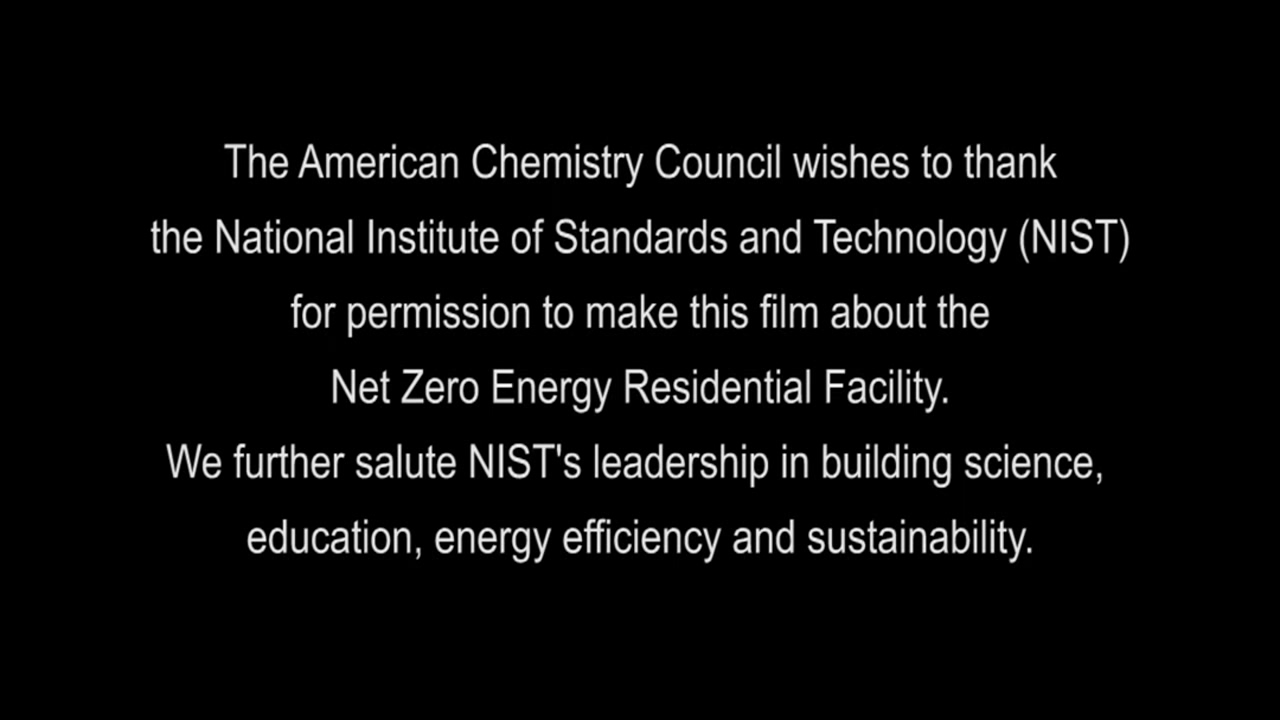 The American Chemistry Council wishes to thank
the National Institute of Standards and Technology (NIST)
for permission to make this film about the
Net Zero Energy Residential Facility.
We further salute NIST's leadership in building science,
education, energy efficiency and sustainability.